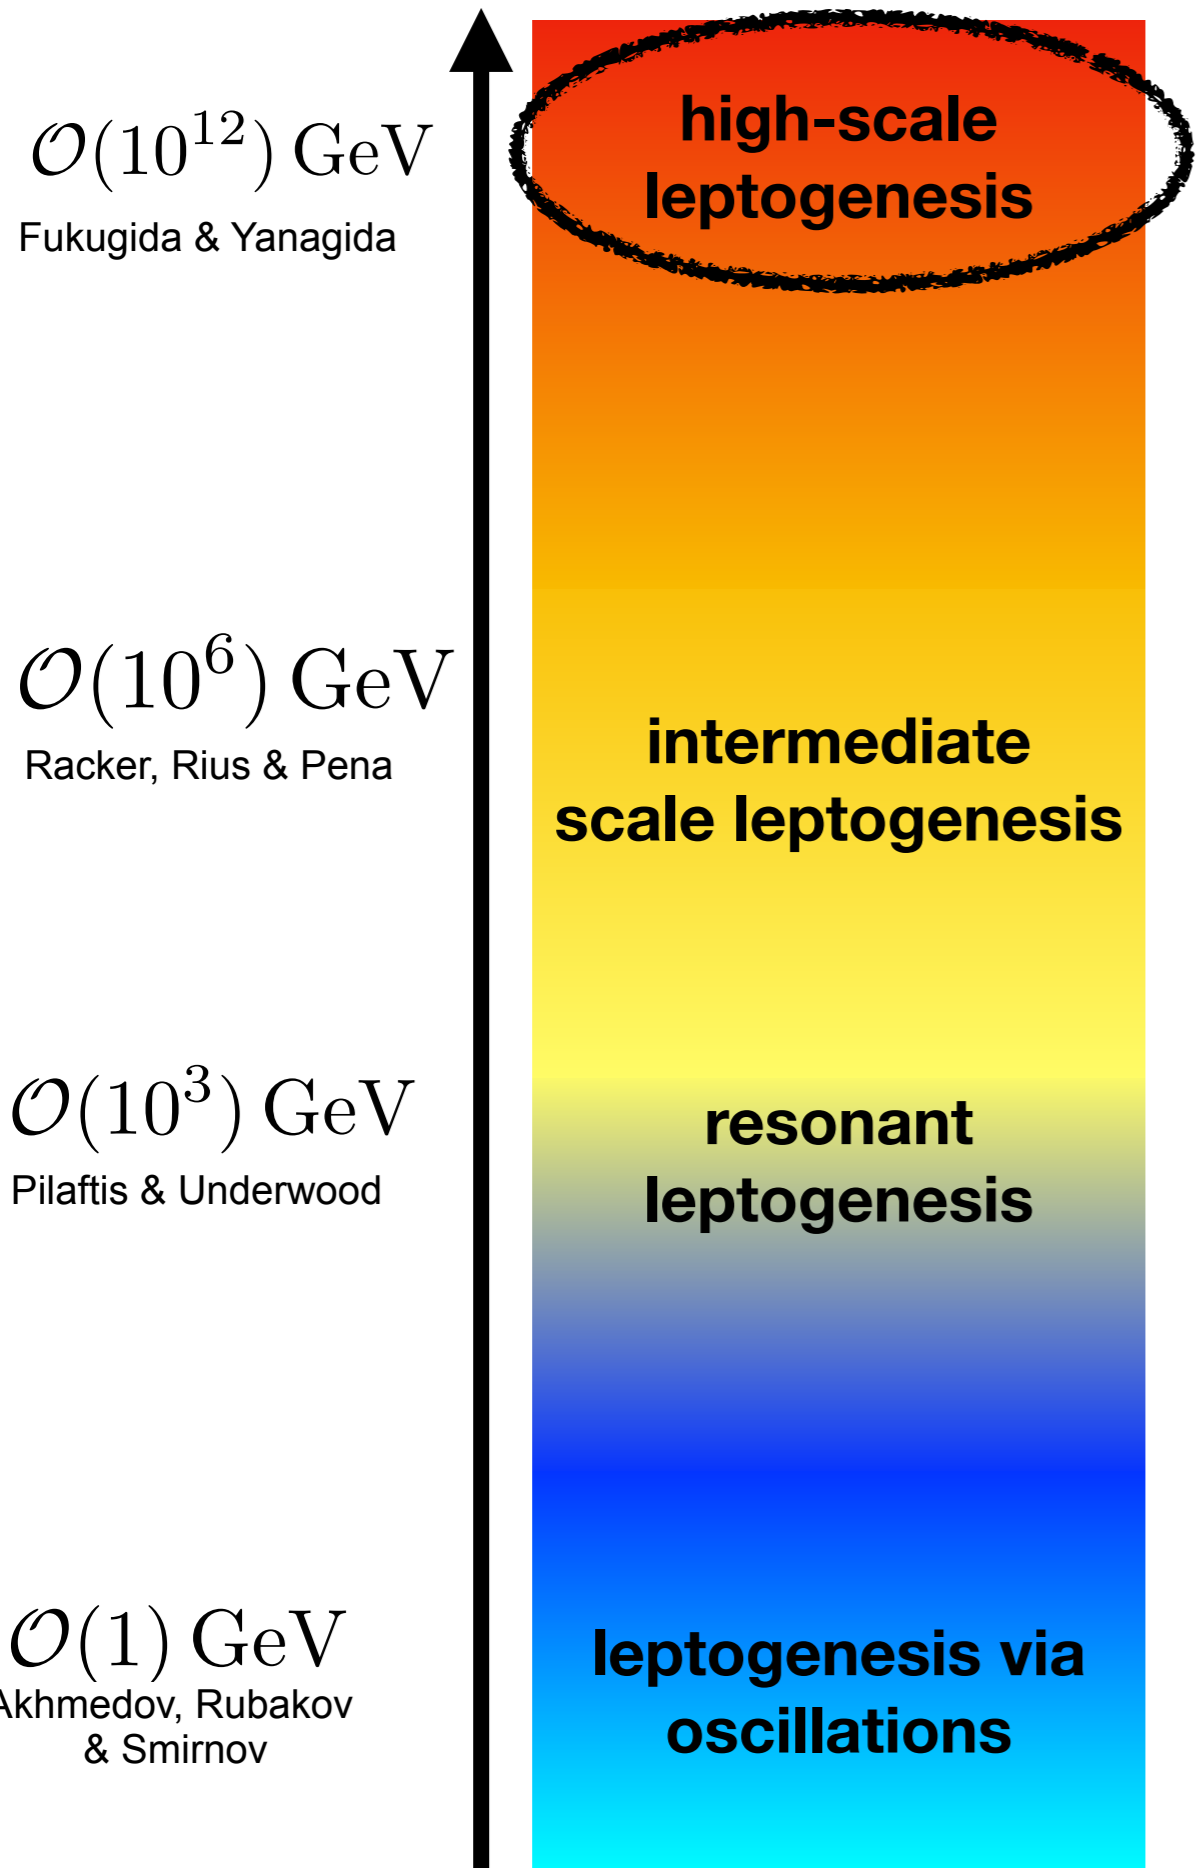 𝒪(10¹²) GeV
Fukugida & Yanagida
high-scale
leptogenesis
𝒪(10⁶) GeV
Racker, Rius & Pena
intermediate
scale leptogenesis
𝒪(10³) GeV
Pilaftis & Underwood
resonant
leptogenesis
𝒪(1) GeV
Akhmedov, Rubakov
& Smirnov
leptogenesis via
oscillations